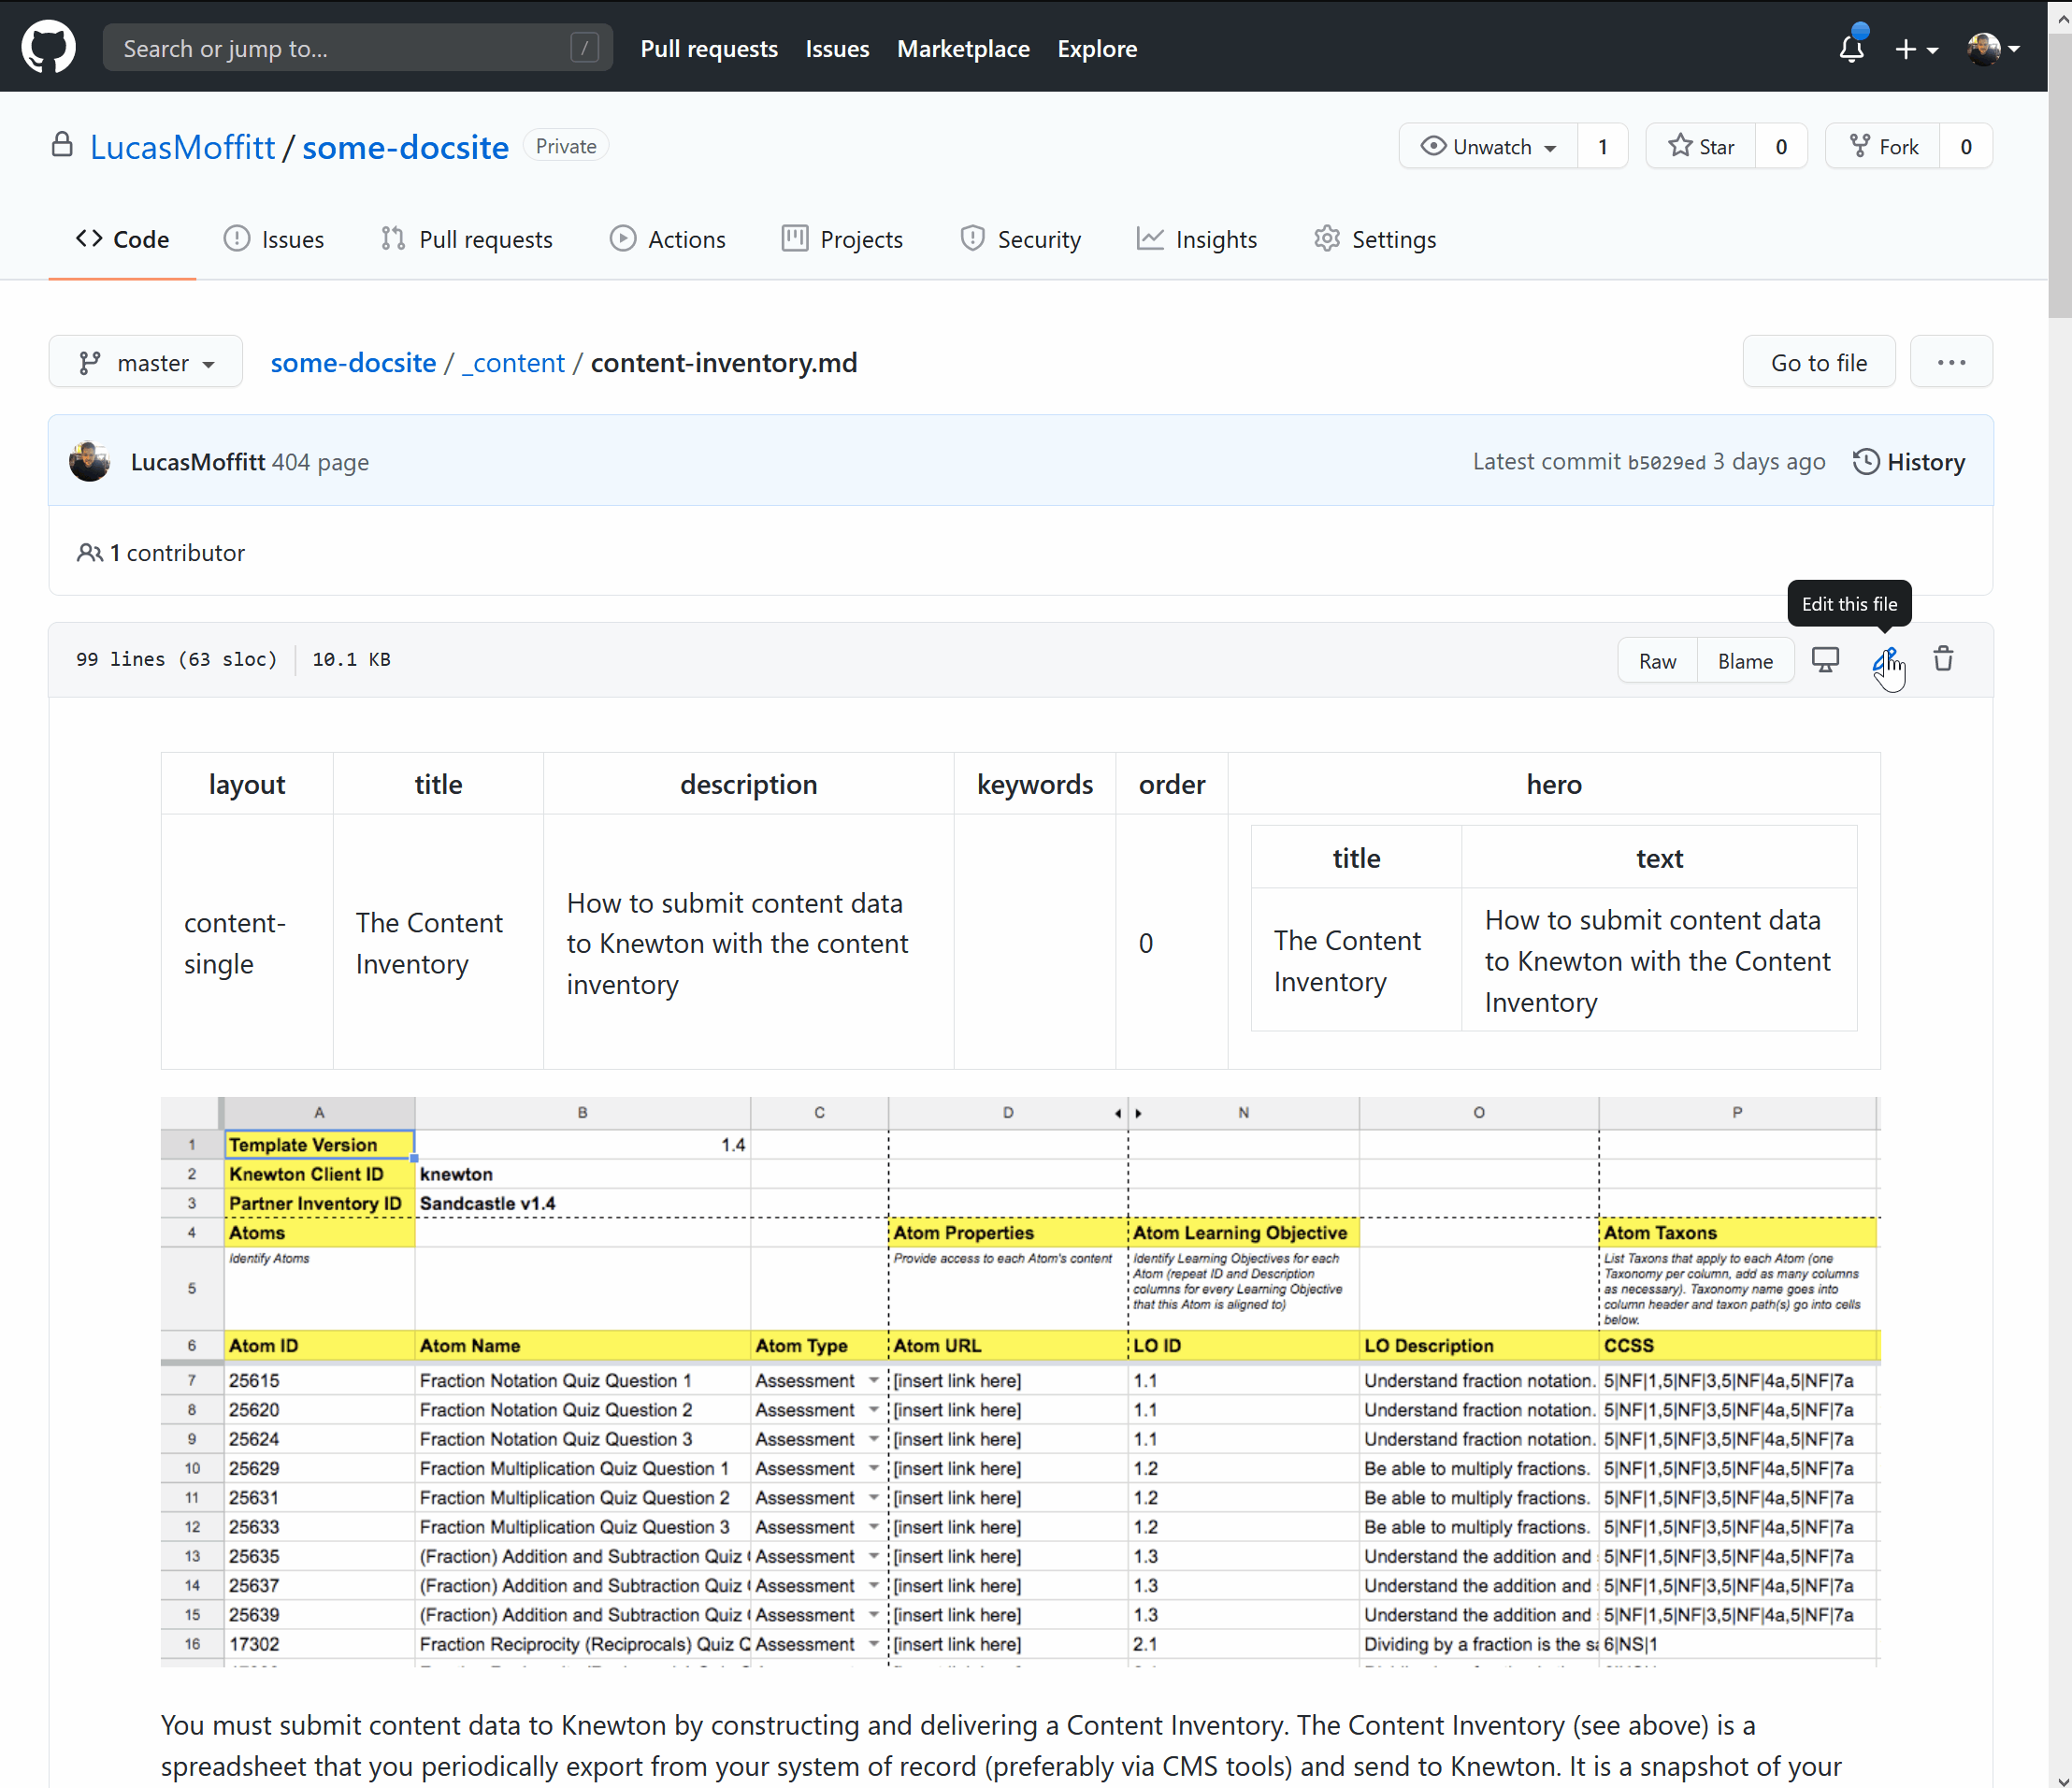 Search or jump to... /
Pull requests Issues Marketplace Explore
LucasMoffitt / some-docsite Private
Unwatch 1 Star 0 Fork 0
Code Issues Pull requests Actions Projects Security Insights Settings
master some-docsite / _content / content-inventory.md Go to file ...
LucasMoffitt 404 page Latest commit b5029ed 3 days ago History
1 contributor
Edit this file
99 lines (63 sloc) 10.1 KB Raw Blame
layout title description keywords order hero
title text
content-single
The Content Inventory
How to submit content data
to Knewton with the content
inventory
0
The Content
Inventory
How to submit content data
to Knewton with the Content
Inventory
A B C D N O P
1 Template Version 1.4
2 Knewton Client ID knewton
3 Partner Inventory ID Sandcastle v1.4
4 Atoms Atom Properties Atom Learning Objective Atom Taxons
5 Identify Atoms Provide access to each Atom's content
Identify Learning Objectives for each
Atom (repeat ID and Description
columns for every Learning Objective
that this Atom is aligned to)
List Taxons that apply to each Atom (one
Taxonomy per column, add as many columns
as necessary). Taxonomy name goes into
column header and taxon path(s) go into cells
below.
6 Atom ID Atom Name Atom Type Atom URL LO ID LO Description CCSS
7 25615 Fraction Notation Quiz Question 1 Assessment [insert link here] 1.1 Understand fraction notation. 5|NF|1,5|NF|3,5|NF|4a,5|NF|7a
8 25620 Fraction Notation Quiz Question 2 Assessment [insert link here] 1.1 Understand fraction notation. 5|NF|1,5|NF|3,5|NF|4a,5|NF|7a
9 25624 Fraction Notation Quiz Question 3 Assessment [insert link here] 1.1 Understand fraction notation. 5|NF|1,5|NF|3,5|NF|4a,5|NF|7a
10 25629 Fraction Multiplication Quiz Question 1 Assessment [insert link here] 1.2 Be able to multiply fractions. 5|NF|1,5|NF|3,5|NF|4a,5|NF|7a
11 25631 Fraction Multiplication Quiz Question 2 Assessment [insert link here] 1.2 Be able to multiply fractions. 5|NF|1,5|NF|3,5|NF|4a,5|NF|7a
12 25633 Fraction Multiplication Quiz Question 3 Assessment [insert link here] 1.2 Be able to multiply fractions. 5|NF|1,5|NF|3,5|NF|4a,5|NF|7a
13 25635 (Fraction) Addition and Subtraction Quiz Assessment [insert link here] 1.3 Understand the addition and 5|NF|1,5|NF|3,5|NF|4a,5|NF|7a
14 25637 (Fraction) Addition and Subtraction Quiz Assessment [insert link here] 1.3 Understand the addition and 5|NF|1,5|NF|3,5|NF|4a,5|NF|7a
15 25639 (Fraction) Addition and Subtraction Quiz Assessment [insert link here] 1.3 Understand the addition and 5|NF|1,5|NF|3,5|NF|4a,5|NF|7a
16 17302 Fraction Reciprocity (Reciprocals) Quiz Assessment [insert link here] 2.1 Dividing by a fraction is the 6|NS|1
You must submit content data to Knewton by constructing and delivering a Content Inventory. The Content Inventory (see above) is a
spreadsheet that you periodically export from your system of record (preferably via CMS tools) and send to Knewton. It is a snapshot of your